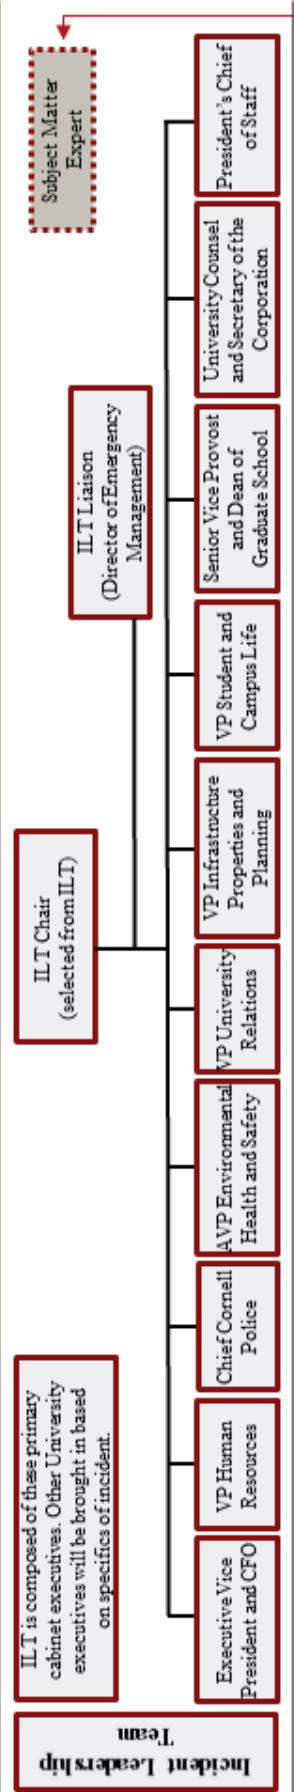 Incident Leadership
Team
ILT is composed of these primary
cabinet executives. Other University
executives will be brought in based
on specifics of incident.
ILT Chair
(selected from ILT)
ILT Liaison
(Director of Emergency
Management)
Subject Matter
Expert
Executive Vice
President and CFO
VP Human
Resources
Chief Cornell
Police
AVP Environmental
Health and Safety
VP University
Relations
VP Infrastructure
Properties and
Planning
VP Student and
Campus Life
Senior Vice Provost
and Dean of
Graduate School
University Counsel
and Secretary of the
Corporation
President's Chief
of Staff